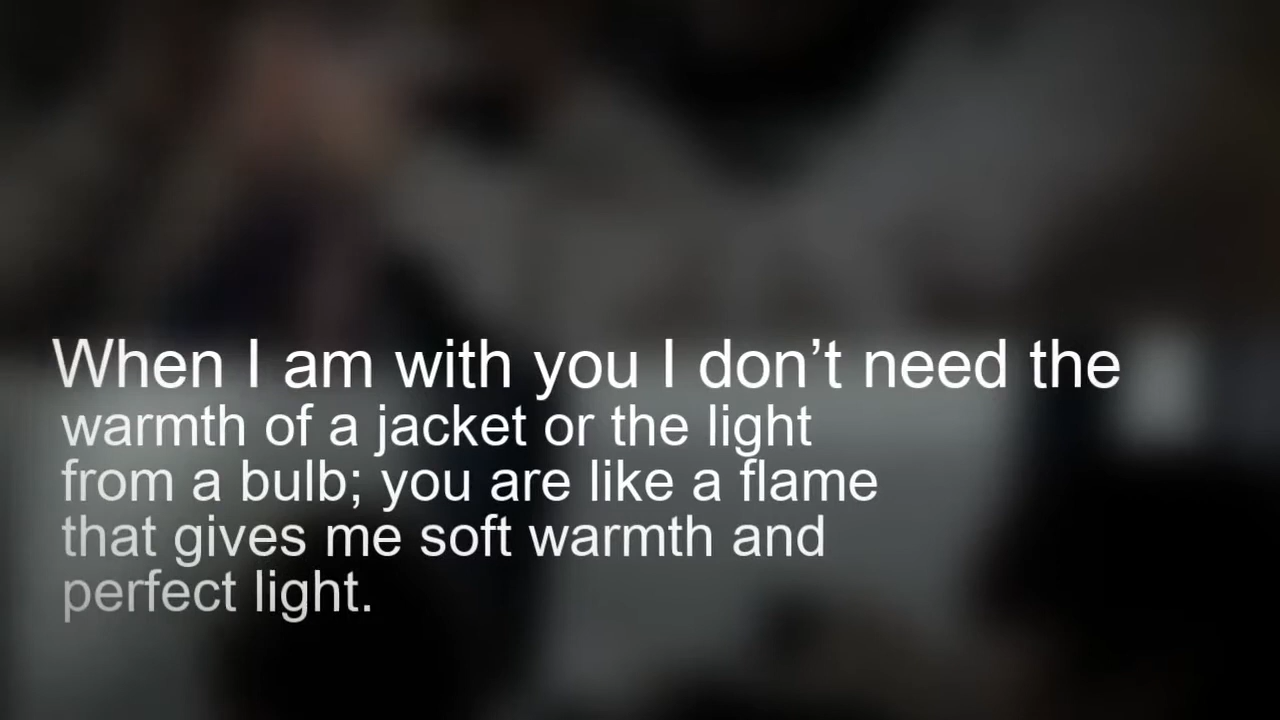 When I am with you I don’t need the
warmth of a jacket or the light
from a bulb; you are like a flame
that gives me soft warmth and
perfect light.